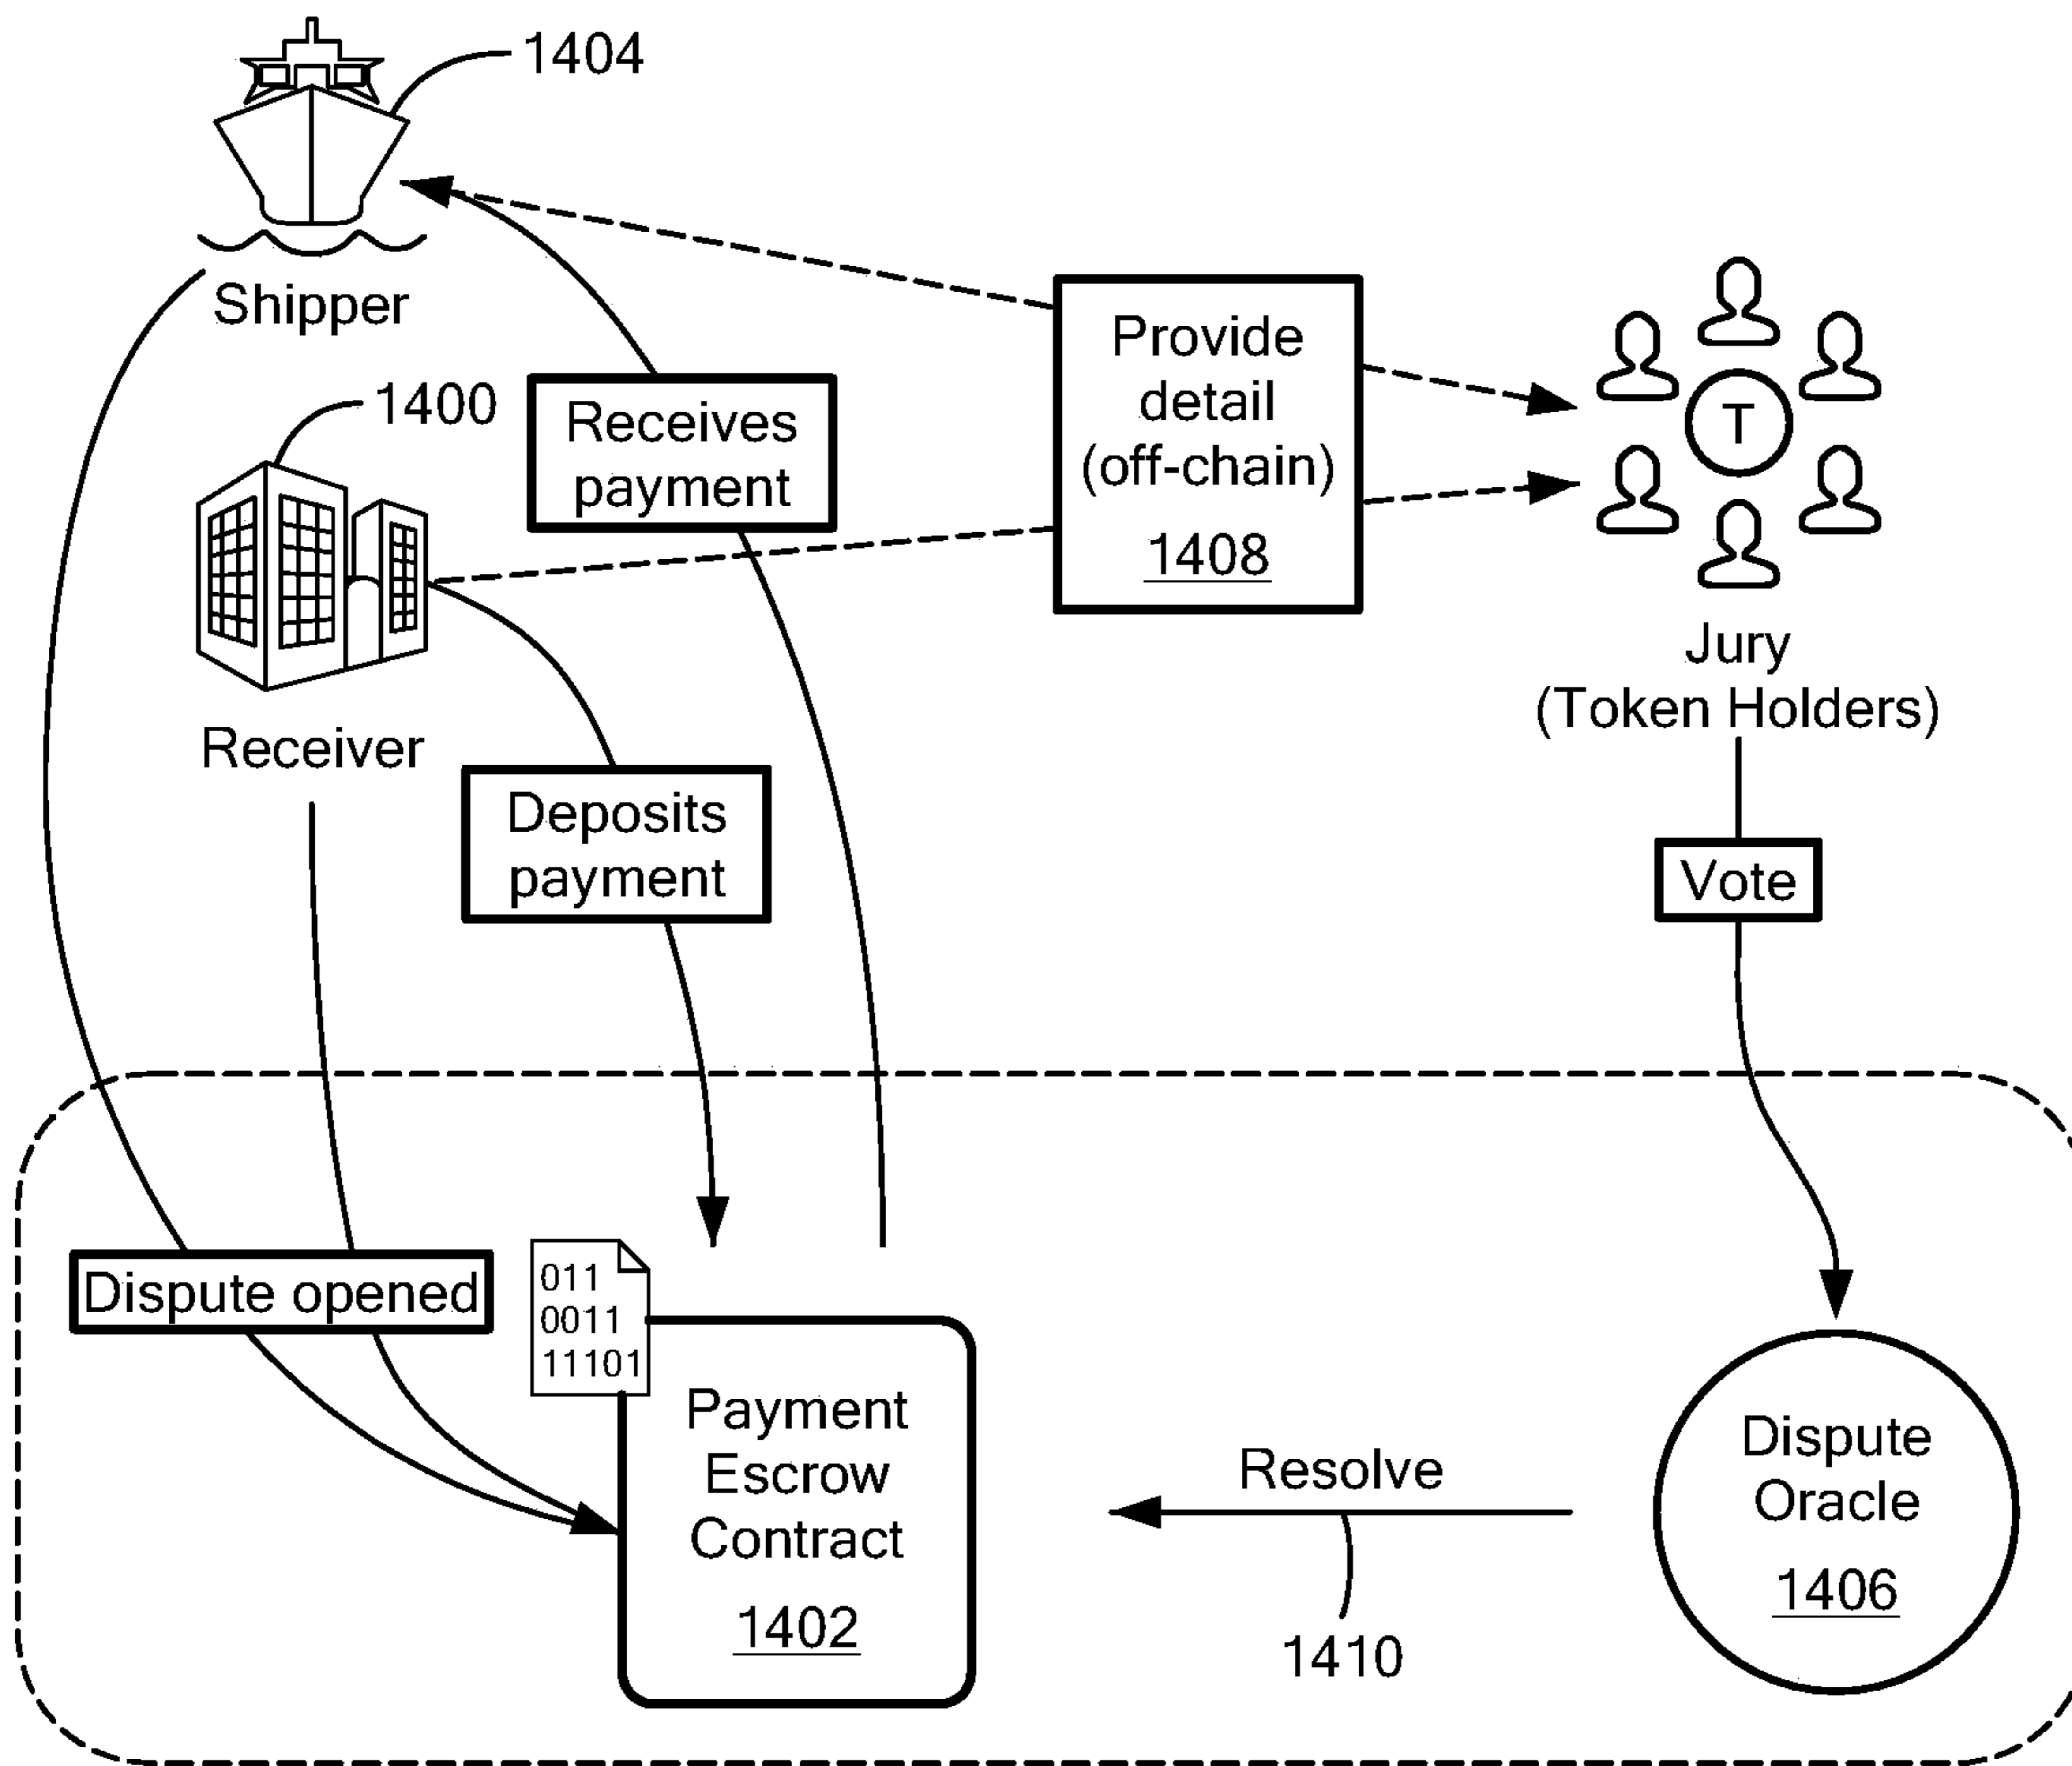 1404
Shipper
1400
Receives
payment
Provide
detail
(off-chain)
1408
T
Jury
(Token Holders)
Receiver
Deposits
payment
Vote
Dispute opened
011
0011
11101
Payment
Escrow
Contract
1402
Resolve
1410
Dispute
Oracle
1406